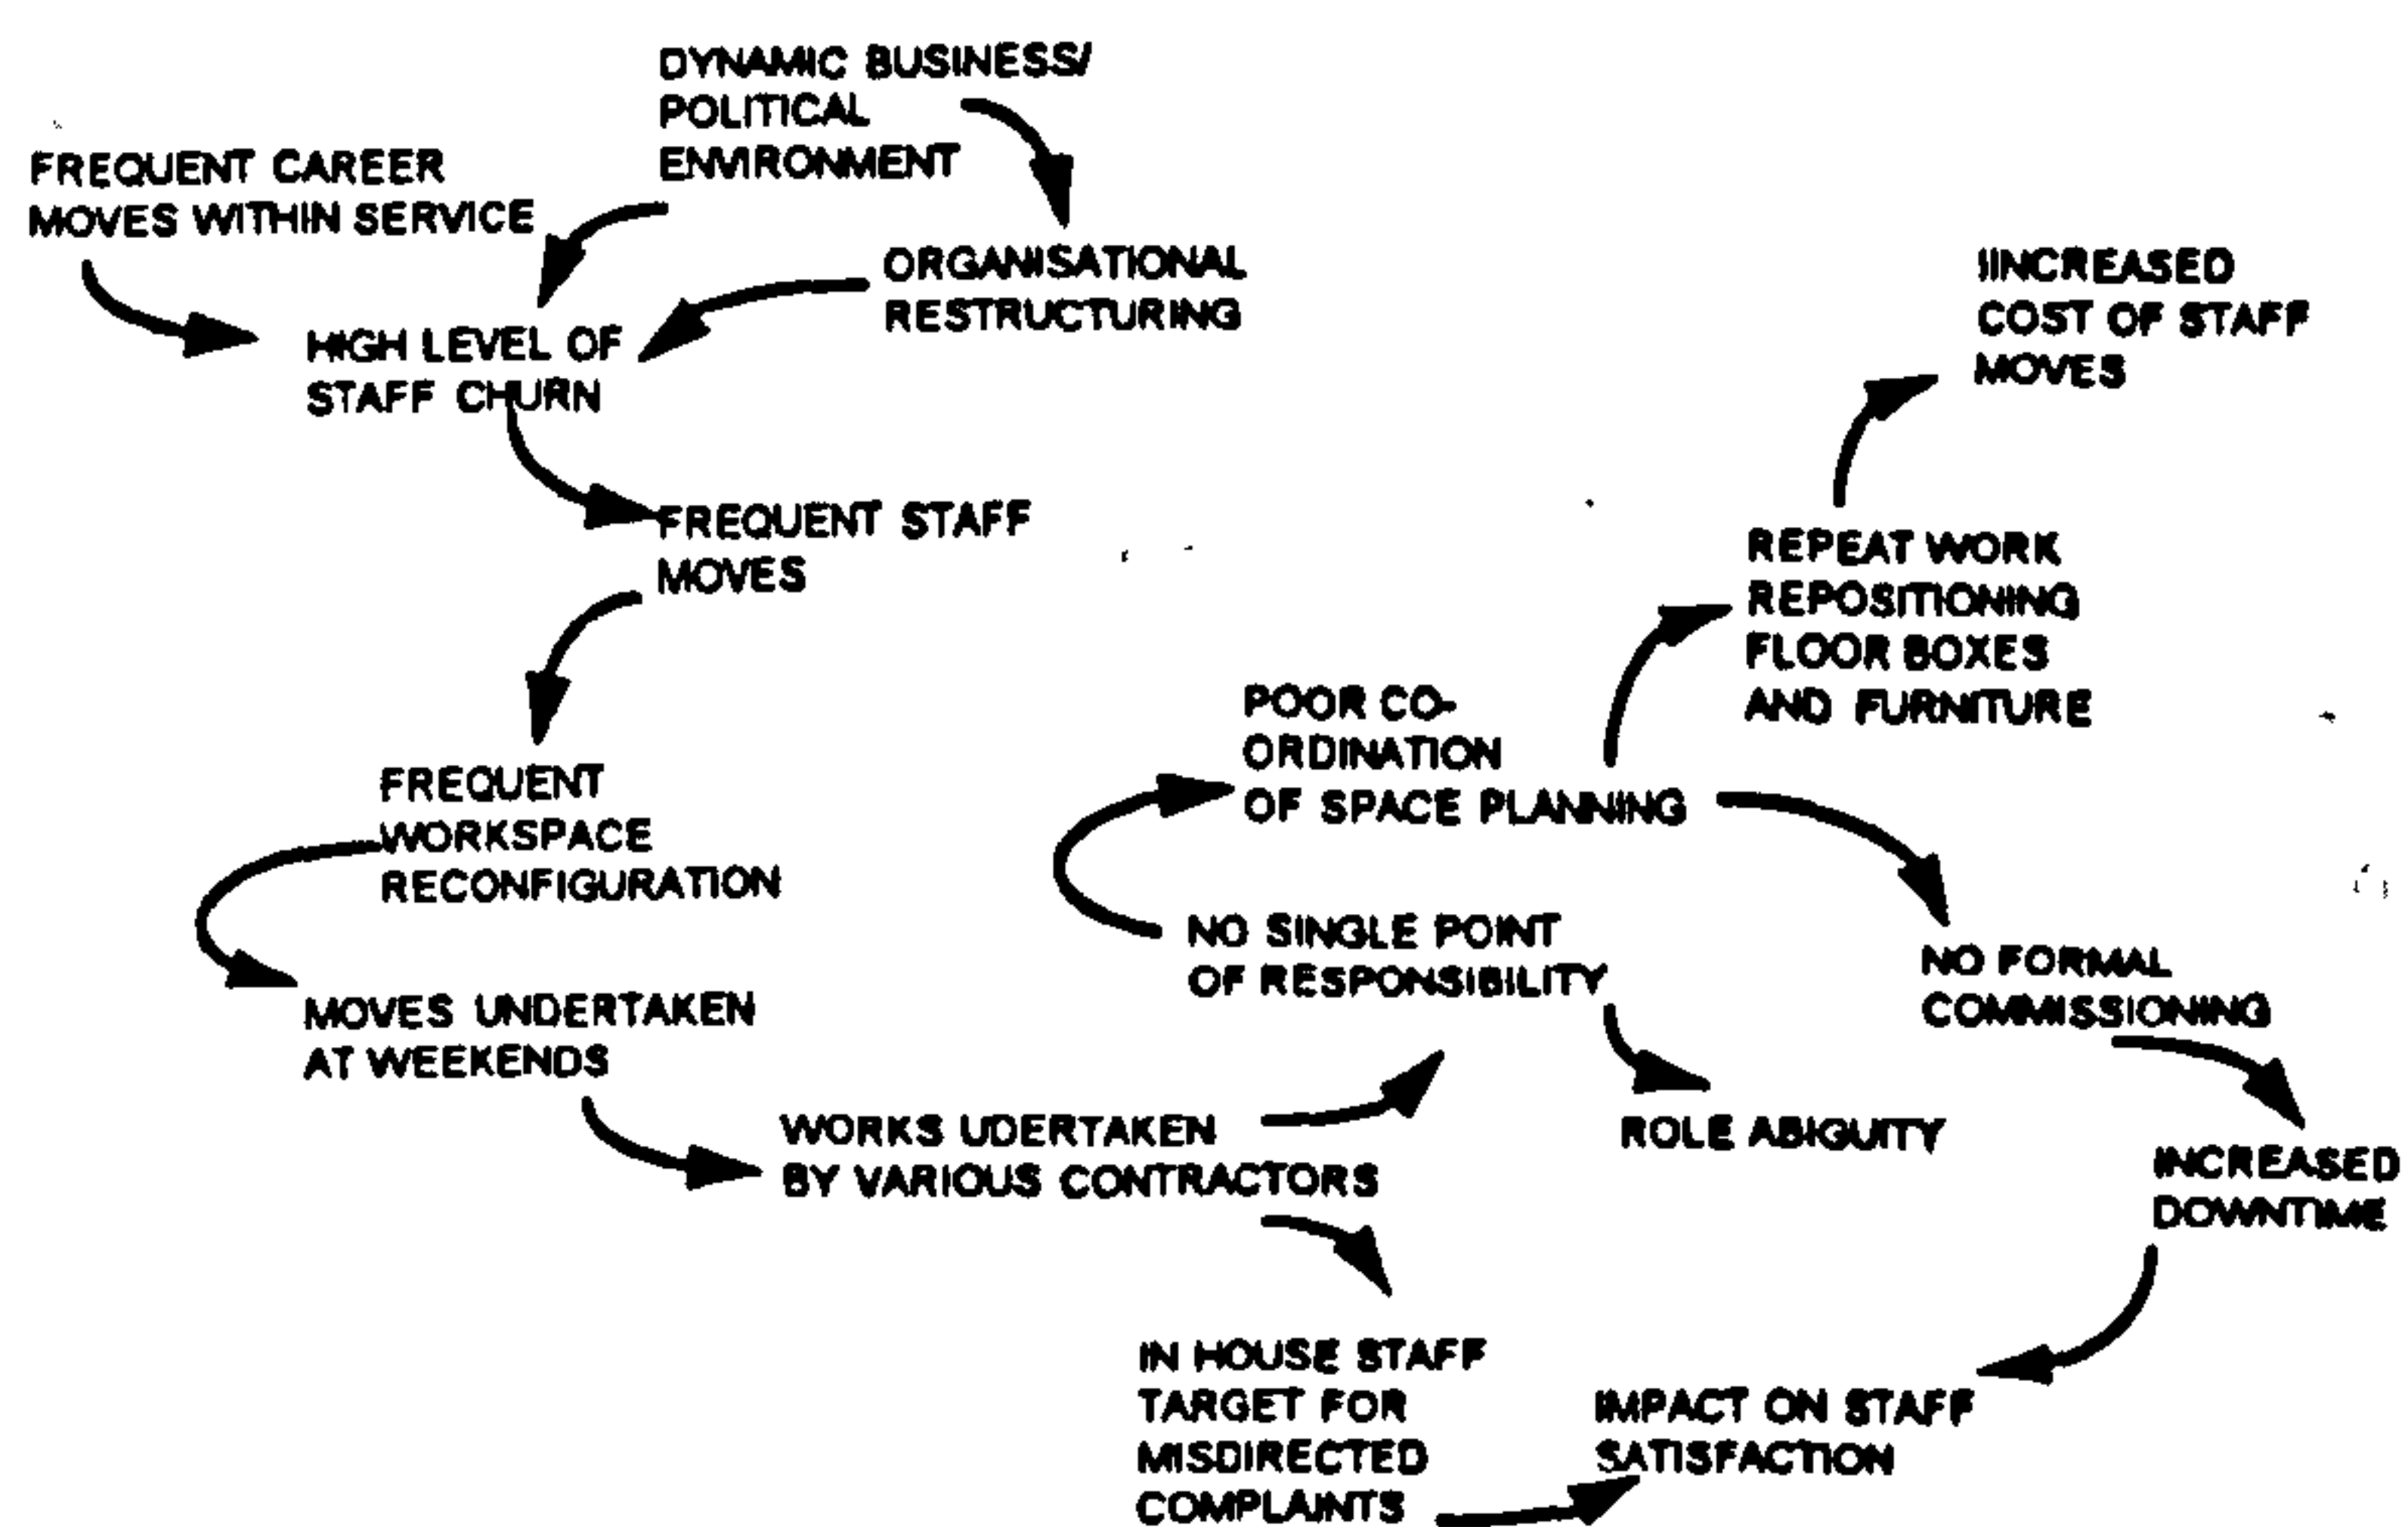 DYNAMIC BUSINESS/
POLITICAL
ENVIRONMENT
FREQUENT CAREER
MOVES WITHIN SERVICE
ORGANISATIONAL
RESTRUCTURING
HIGH LEVEL OF
STAFF CHURN
IINCREASED
COST OF STAFF
MOVES
FREQUENT STAFF
MOVES
REPEAT WORK
REPOSITIONING
FLOOR BOXES
AND FURNITURE
POOR CO-
ORDINATION
OF SPACE PLANNING
FREQUENT
WORKSPACE
RECONFIGURATION
NO SINGLE POINT
OF RESPONSIBILITY
NO FORMAL
COMMISSIONING
MOVES UNDERTAKEN
AT WEEKENDS
WORKS UDERTAKEN
BY VARIOUS CONTRACTORS
ROLE ABIGUITY
INCREASED
DOWNTIME
IN HOUSE STAFF
TARGET FOR
MISDIRECTED
COMPLAINTS
IMPACT ON STAFF
SATISFACTION